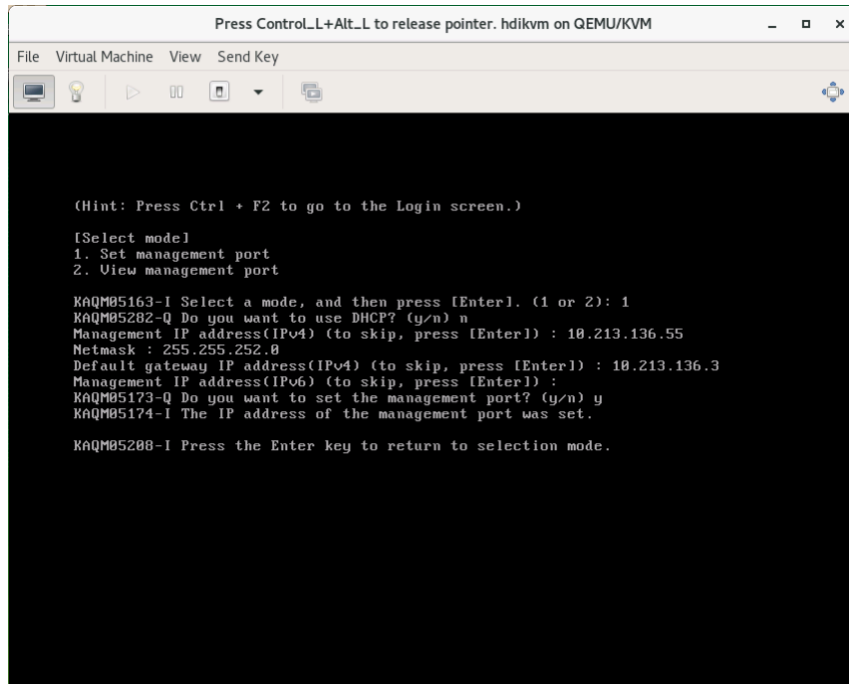 Press Control_L+Alt_L to release pointer. hdikvm on QEMU/KVM
File Virtual Machine View Send Key
(Hint: Press Ctrl + F2 to go to the Login screen.)
[Select mode]
1. Set management port
2. View management port
KAQM05163-I Select a mode, and then press [Enter]. (1 or 2): 1
KAQM05282-Q Do you want to use DHCP? (y/n) n
Management IP address(IPv4) (to skip, press [Enter]) : 10.213.136.55
Netmask : 255.255.252.0
Default gateway IP address(IPv4) (to skip, press [Enter]) : 10.213.136.3
Management IP address(IPv6) (to skip, press [Enter]) :
KAQM05173-Q Do you want to set the management port? (y/n) y
KAQM05174-I The IP address of the management port was set.
KAQM05208-I Press the Enter key to return to selection mode.